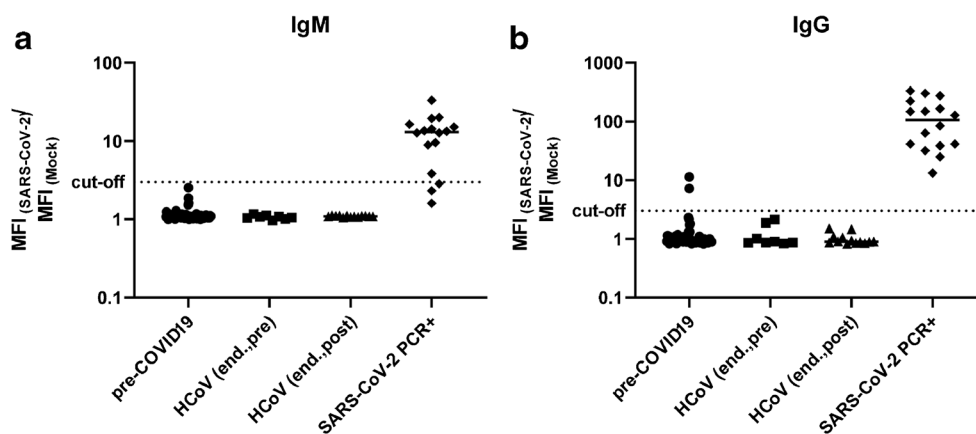 a
IgM
MFI (SARS-CoV-2)/
MFI (Mock)
100
10
cut-off
1
0.1
pre-COVID19
HCoV (end.,pre)
HCoV (end.,post)
SARS-CoV-2 PCR+
b
IgG
MFI (SARS-CoV-2)/
MFI (Mock)
1000
100
10
cut-off
1
0.1
pre-COVID19
HCoV (end.,pre)
HCoV (end.,post)
SARS-CoV-2 PCR+